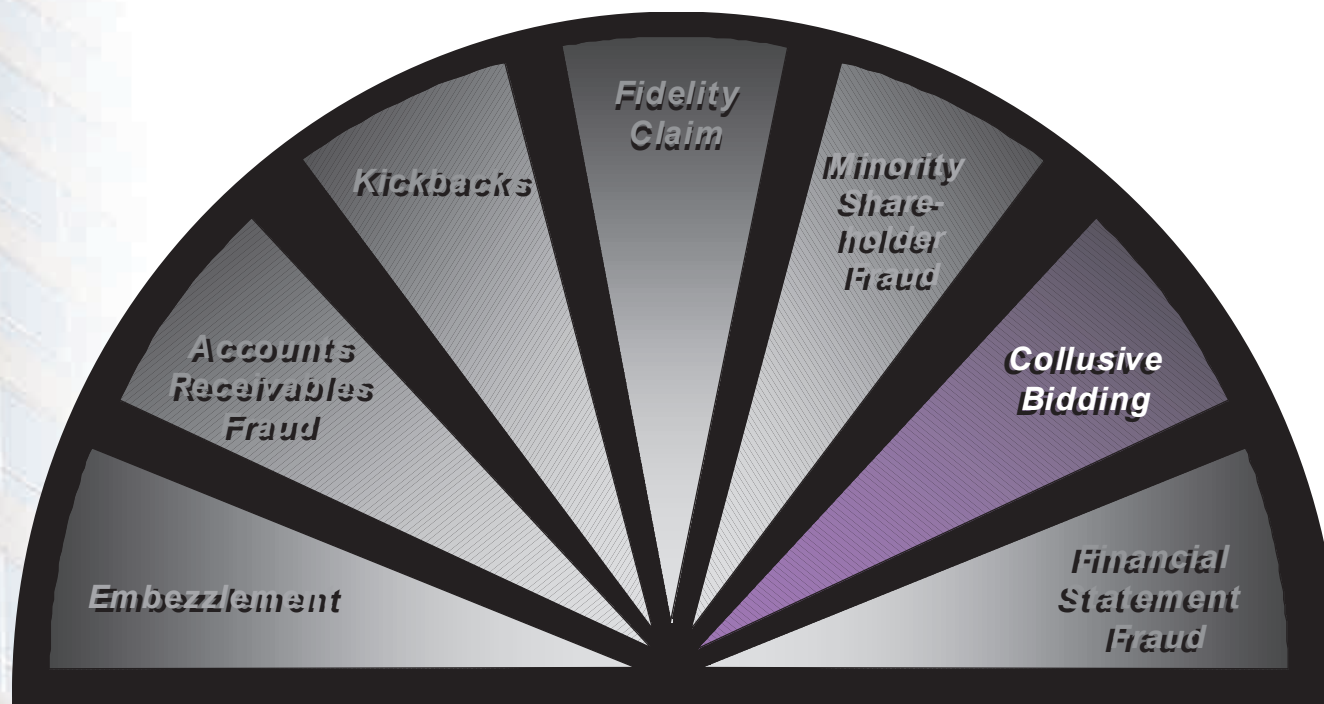 Embezzlement
Accounts
Receivables
Fraud
Kickbacks
Fidelity
Claim
Minority
Share-
holder
Fraud
Collusive
Bidding
Financial
Statement
Fraud